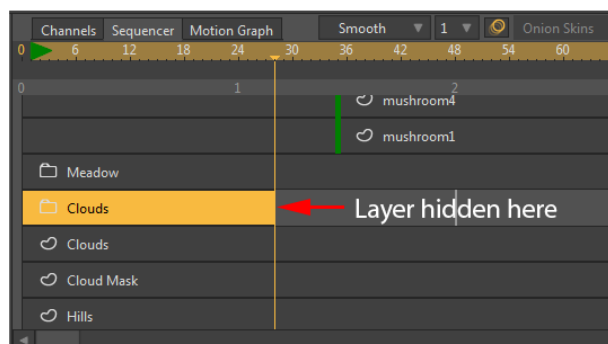 Channels Sequencer Motion Graph Smooth 1 Onion Skins
0 6 12 18 24 30 36 42 48 54 60
0 1 2
mushroom4
mushroom1
Meadow
Clouds Layer hidden here
Clouds
Cloud Mask
Hills